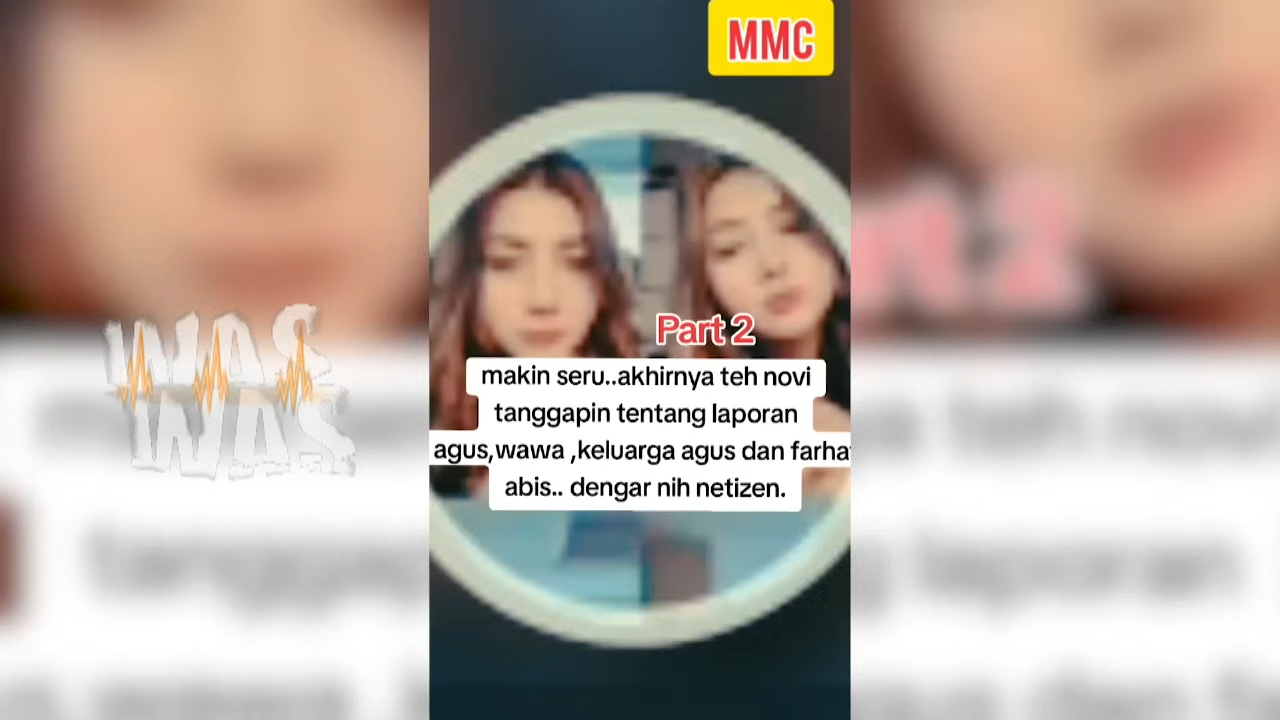 MMC
WAS
WAS
Part 2
makin seru..akhirnya teh novi
tanggapin tentang laporan
agus,wawa ,keluarga agus dan farha
abis.. dengar nih netizen.